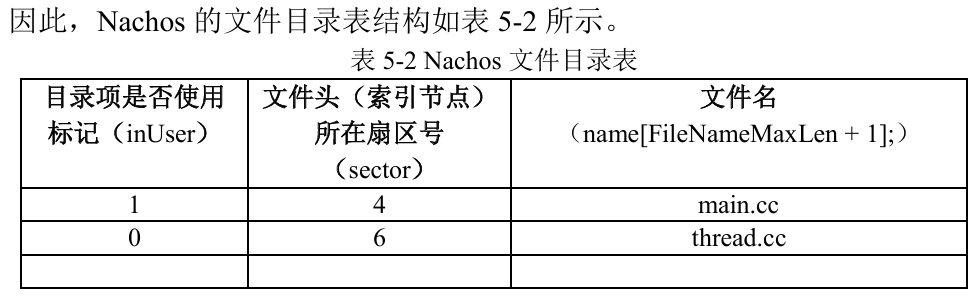 因此，Nachos 的文件目录表结构如表 5-2 所示。
表 5-2 Nachos 文件目录表
目录项是否使用
标记（inUser）
文件头（索引节点）
所在扇区号
（sector）
文件名
（name[FileNameMaxLen + 1];）
1 4 main.cc
0 6 thread.cc